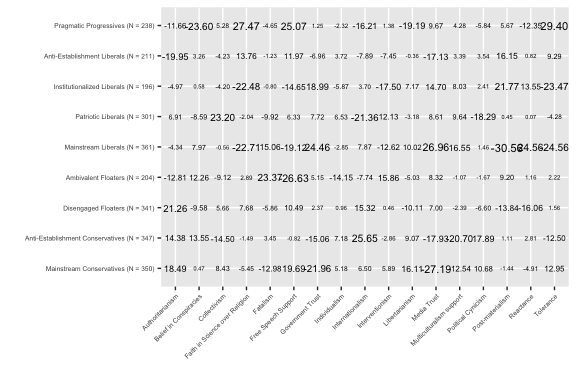 Pragmatic Progressives (N = 238) -11.66 -23.60 5.28 27.47 -4.65 25.07 1.25 -2.32 -16.21 1.38 -19.19 9.67 4.28 -5.84 5.67 -12.35 29.40
Anti-Establishment Liberals (N = 211) -19.95 3.26 -4.23 13.76 -1.23 11.97 -6.96 3.72 -7.89 -7.45 -0.36 -17.13 3.39 3.54 16.15 0.62 9.29
Institutionalized Liberals (N = 196) -4.97 0.58 -4.20 -22.48 -0.80 -14.65 18.99 -5.87 3.70 -17.50 7.17 14.70 8.03 2.41 21.77 13.55 -23.47
Patriotic Liberals (N = 301) 6.91 -8.59 23.20 -2.04 -9.92 6.33 7.72 6.53 -21.36 12.13 -3.18 8.61 9.64 -18.29 0.45 0.07 -4.28
Mainstream Liberals (N = 361) -4.34 7.97 -0.56 -22.71 15.06 -19.12 24.46 -2.85 7.87 -12.62 10.02 26.96 16.55 1.46 -30.56 -24.56
Ambivalent Floaters (N = 204) -12.81 12.26 -9.12 2.89 23.37 -26.63 5.15 -14.15 -7.74 15.86 -5.03 8.32 -1.07 -1.67 9.20 1.16 2.22
Disengaged Floaters (N = 341) 21.26 -9.58 5.66 7.68 -5.86 10.49 2.37 0.96 15.32 0.46 -10.11 7.00 -2.39 -6.60 -13.84 -16.06 1.56
Anti-Establishment Conservatives (N = 347) 14.38 13.55 -14.50 -1.49 3.45 -0.82 -15.06 7.18 25.65 -2.86 9.07 -17.93 -20.70 17.89 1.11 2.81 -12.50
Mainstream Conservatives (N = 350) 18.49 0.47 8.43 -5.45 -12.98 19.69 -21.96 5.18 6.50 5.89 16.11 -27.19 12.54 10.68 -1.44 -4.91 12.95
Authoritarianism
Belief in Conspiracies
Collectivism
Faith in Science over Religion
Fatalism
Free Speech Support
Government Trust
Individualism
Internationalism
Interventionism
Libertarianism
Media Trust
Multiculturalism support
Political Cynicism
Post-materialism
Reactance
Tolerance